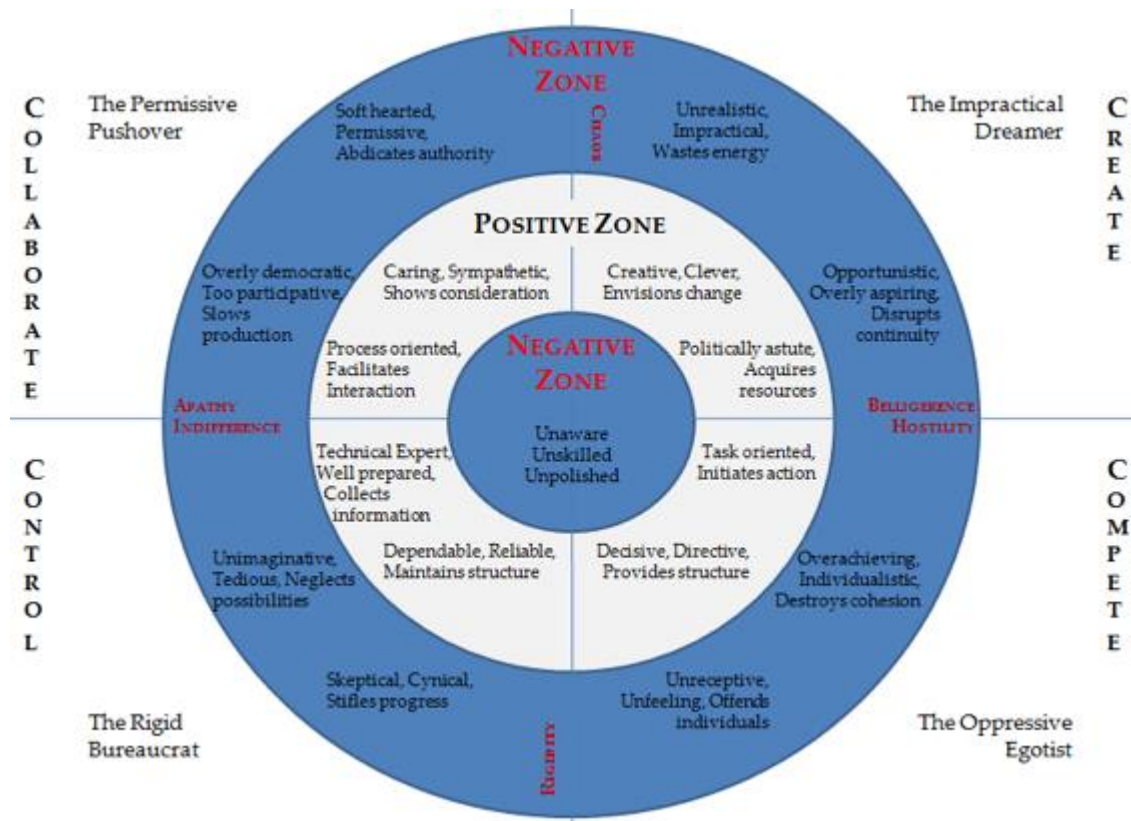 NEGATIVE
ZONE
CHAOS
COLLABORATE
The Permissive
Pushover
Soft hearted,
Permissive,
Abdicates authority
Unrealistic,
Impractical,
Wastes energy
The Impractical
Dreamer
CREATE
POSITIVE ZONE
Overly democratic,
Too participative,
Slows
production
Caring, Sympathetic,
Shows consideration
Creative, Clever,
Envisions change
Opportunistic,
Overly aspiring,
Disrupts
continuity
Process oriented,
Facilitates
Interaction
NEGATIVE
ZONE
Politically astute,
Acquires
resources
APATHY
INDIFFERENCE
BELLIGERENCE
HOSTILITY
Unaware
Unskilled
Unpolished
CONTROL
Technical Expert,
Well prepared,
Collects
information
Task oriented,
Initiates action
COMPETE
Unimaginative,
Tedious, Neglects
possibilities
Dependable, Reliable,
Maintains structure
Decisive, Directive,
Provides structure
Overachieving,
Individualistic,
Destroys cohesion
Skeptical, Cynical,
Stifles progress
Unreceptive,
Unfeeling, Offends
individuals
The Rigid
Bureaucrat
RIGIDITY
The Oppressive
Egotist